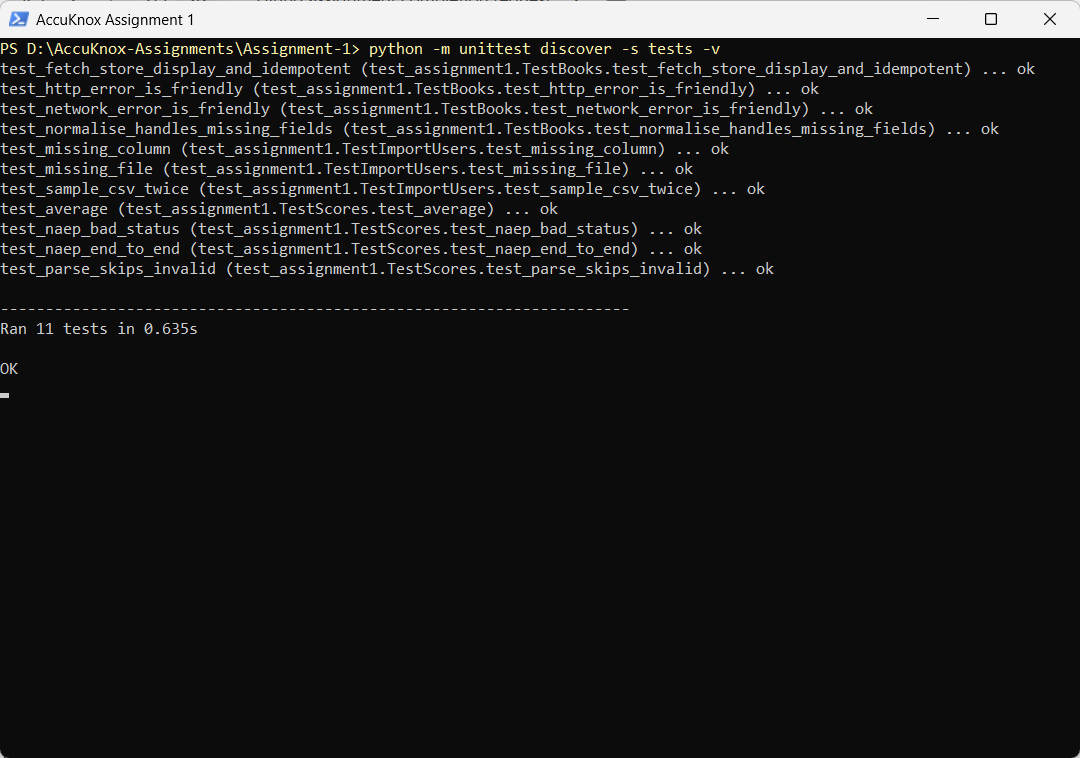 AccuKnox Assignment 1
PS D:\AccuKnox-Assignments\Assignment-1> python -m unittest discover -s tests -v
test_fetch_store_display_and_idempotent (test_assignment1.TestBooks.test_fetch_store_display_and_idempotent) ... ok
test_http_error_is_friendly (test_assignment1.TestBooks.test_http_error_is_friendly) ... ok
test_network_error_is_friendly (test_assignment1.TestBooks.test_network_error_is_friendly) ... ok
test_normalise_handles_missing_fields (test_assignment1.TestBooks.test_normalise_handles_missing_fields) ... ok
test_missing_column (test_assignment1.TestImportUsers.test_missing_column) ... ok
test_missing_file (test_assignment1.TestImportUsers.test_missing_file) ... ok
test_sample_csv_twice (test_assignment1.TestImportUsers.test_sample_csv_twice) ... ok
test_average (test_assignment1.TestScores.test_average) ... ok
test_naep_bad_status (test_assignment1.TestScores.test_naep_bad_status) ... ok
test_naep_end_to_end (test_assignment1.TestScores.test_naep_end_to_end) ... ok
test_parse_skips_invalid (test_assignment1.TestScores.test_parse_skips_invalid) ... ok
----------------------------------------------------------------------
Ran 11 tests in 0.635s
OK